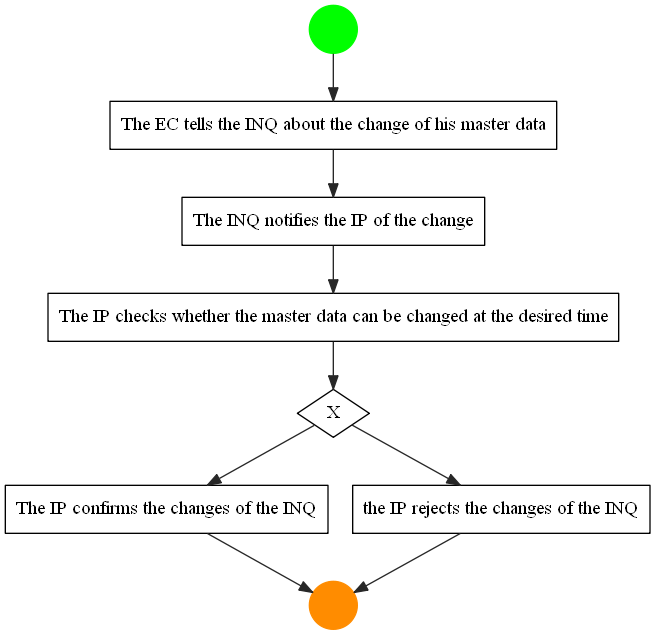 The EC tells the INQ about the change of his master data
The INQ notifies the IP of the change
The IP checks whether the master data can be changed at the desired time
X
The IP confirms the changes of the INQ
the IP rejects the changes of the INQ